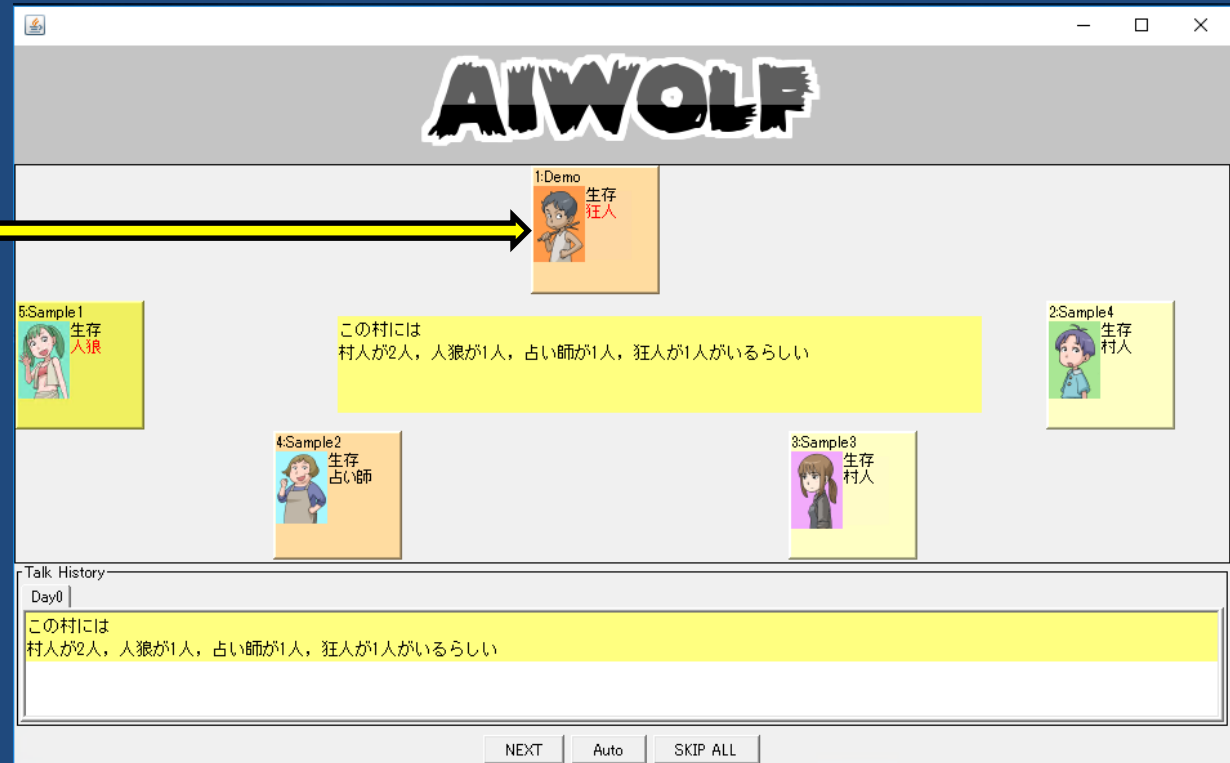 AIWOLF
1:Demo
生存
狂人
5:Sample1
生存
人狼
この村には
村人が2人，人狼が1人，占い師が1人，狂人が1人がいるらしい
2:Sample4
生存
村人
4:Sample2
生存
占い師
3:Sample3
生存
村人
Talk History
Day0
この村には
村人が2人，人狼が1人，占い師が1人，狂人が1人がいるらしい
NEXT
Auto
SKIP ALL